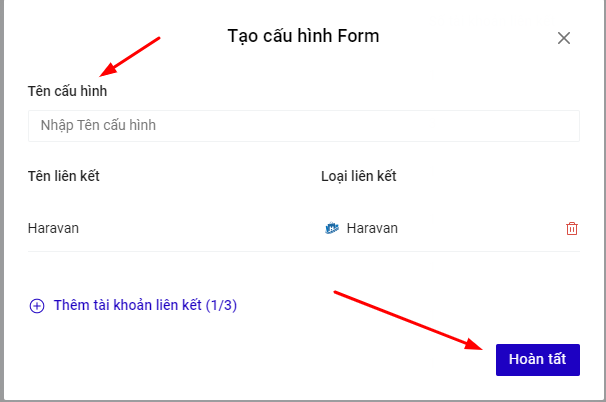 Tạo cấu hình Form
Tên cấu hình
Nhập Tên cấu hình
Tên liên kết Loại liên kết
Haravan Haravan
Thêm tài khoản liên kết (1/3)
Hoàn tất